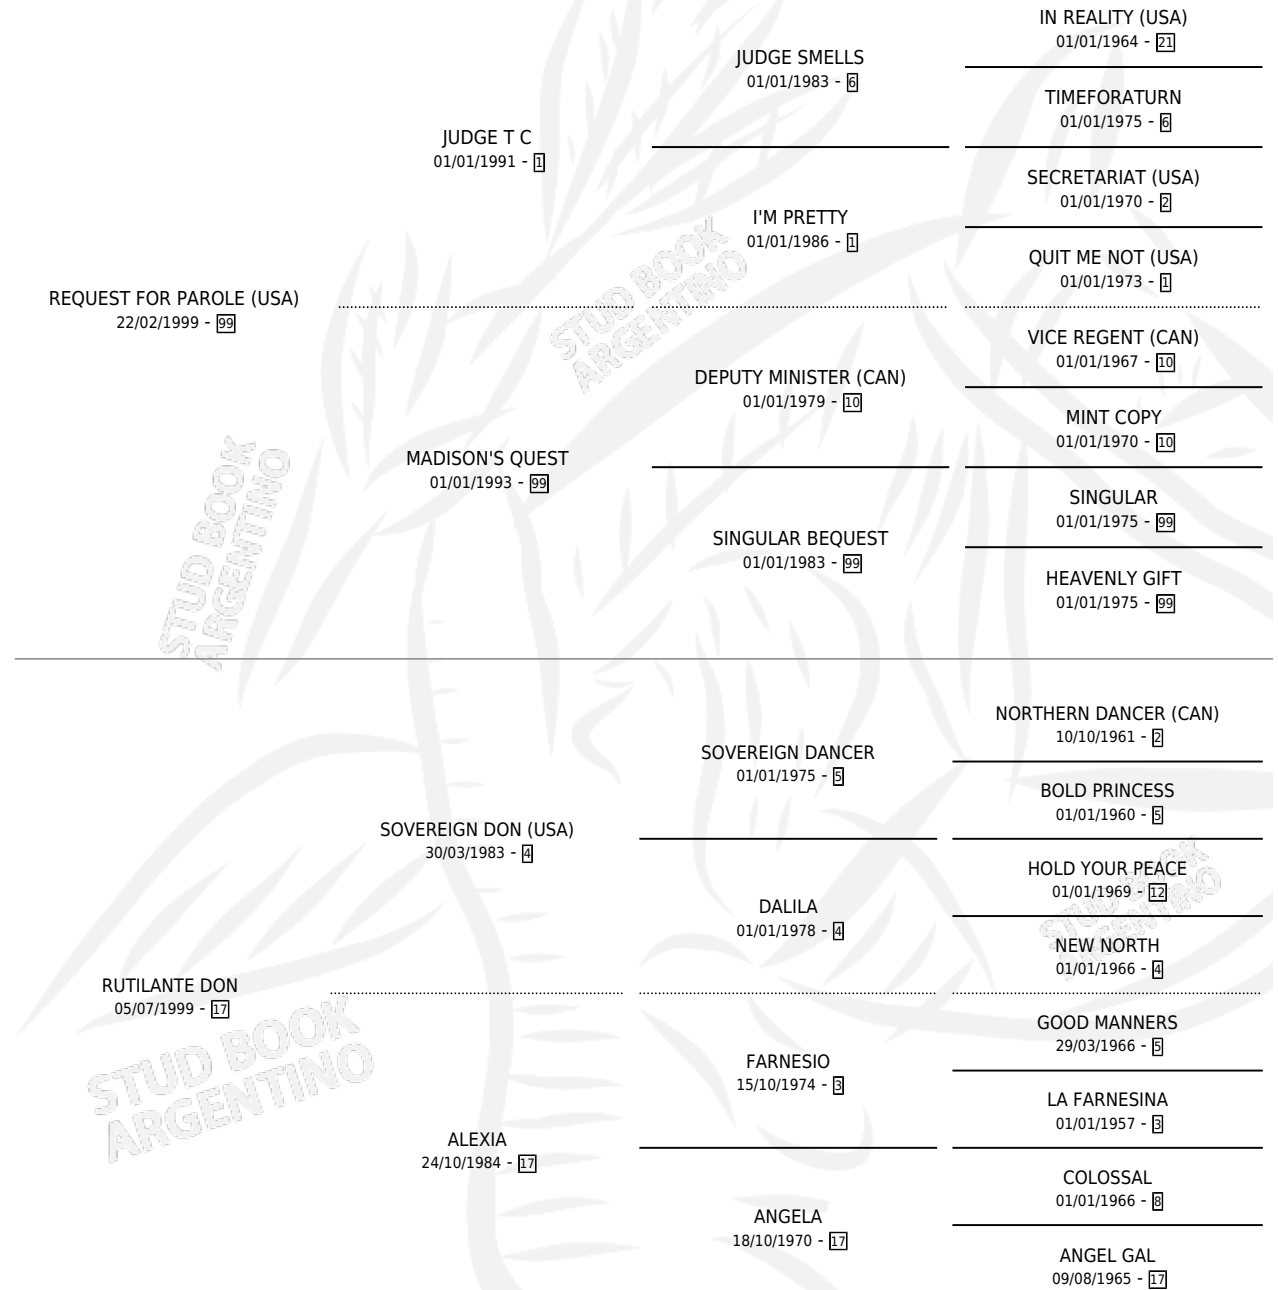 IN REALITY (USA)
01/01/1964 - 21
JUDGE SMELLS
01/01/1983 - 6
TIMEFORATURN
01/01/1975 - 6
JUDGE T C
01/01/1991 - 1
SECRETARIAT (USA)
01/01/1970 - 2
I'M PRETTY
01/01/1986 - 1
QUIT ME NOT (USA)
01/01/1973 - 1
REQUEST FOR PAROLE (USA)
22/02/1999 - 99
STUD BOOK
ARGENTINO
VICE REGENT (CAN)
01/01/1967 - 10
DEPUTY MINISTER (CAN)
01/01/1979 - 10
MINT COPY
01/01/1970 - 10
MADISON'S QUEST
01/01/1993 - 99
SINGULAR
01/01/1975 - 99
SINGULAR BEQUEST
01/01/1983 - 99
HEAVENLY GIFT
01/01/1975 - 99
STUD BOOK
ARGENTINO
NORTHERN DANCER (CAN)
10/10/1961 - 2
SOVEREIGN DANCER
01/01/1975 - 5
BOLD PRINCESS
01/01/1960 - 5
SOVEREIGN DON (USA)
30/03/1983 - 4
HOLD YOUR PEACE
01/01/1969 - 12
DALILA
01/01/1978 - 4
STUD BOOK
ARGENTINO
NEW NORTH
01/01/1966 - 4
RUTILANTE DON
05/07/1999 - 17
GOOD MANNERS
29/03/1966 - 5
STUD BOOK
ARGENTINO
FARNESIO
15/10/1974 - 3
LA FARNESINA
01/01/1957 - 3
ALEXIA
24/10/1984 - 17
COLOSSAL
01/01/1966 - 8
ANGELA
18/10/1970 - 17
ANGEL GAL
09/08/1965 - 17